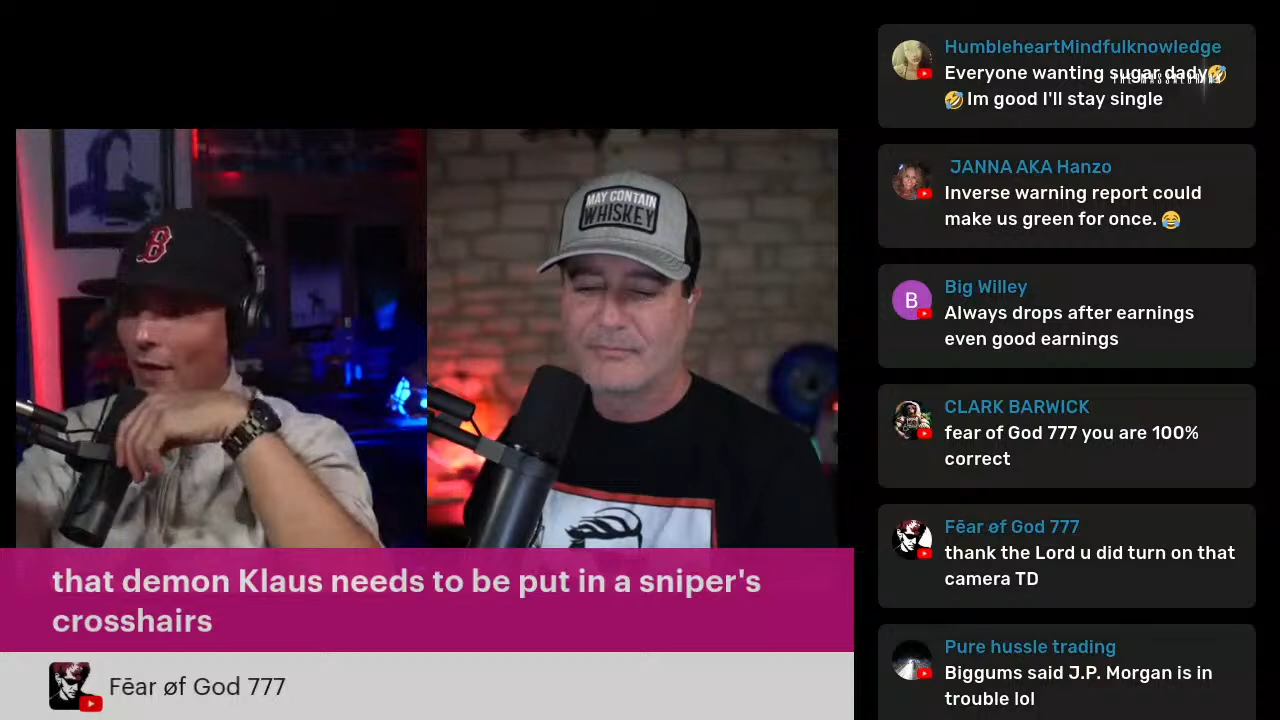 HumbleheartMindfulknowledge
Everyone wanting sugar dady🤣
🤣 Im good I'll stay single
JANNA AKA Hanzo
Inverse warning report could
make us green for once. 😂
B
Big Willey
Always drops after earnings
even good earnings
CLARK BARWICK
fear of God 777 you are 100%
correct
Fēar øf God 777
thank the Lord u did turn on that
camera TD
Pure hussle trading
Biggums said J.P. Morgan is in
trouble lol
B
MAY CONTAIN
WHISKEY
that demon Klaus needs to be put in a sniper's
crosshairs
Fēar øf God 777